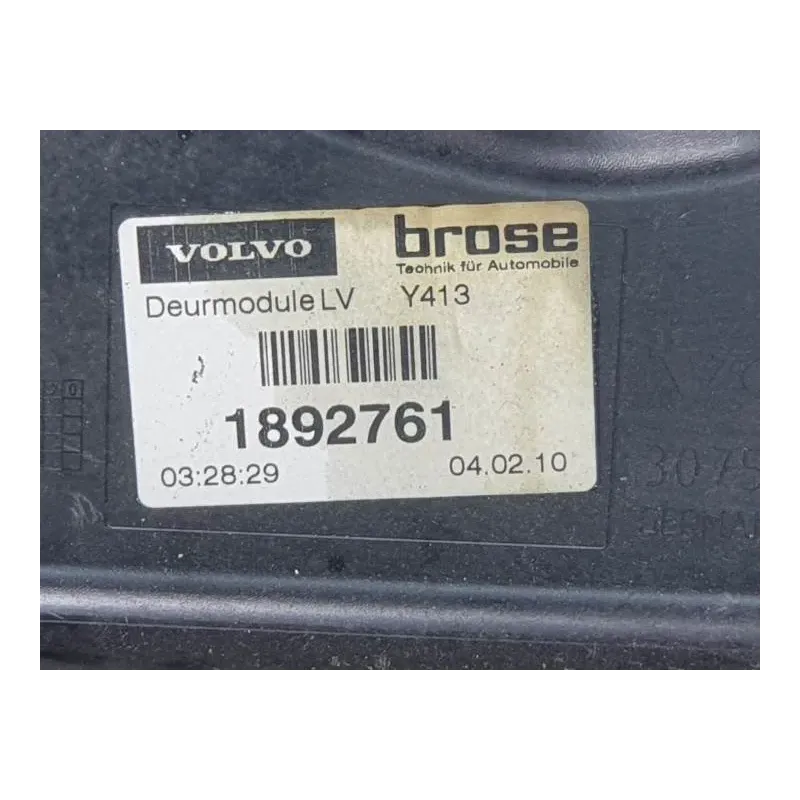 VOLVO brose
Technik für Automobile
Deurmodule LV Y413
1892761
03:28:29 04.02.10